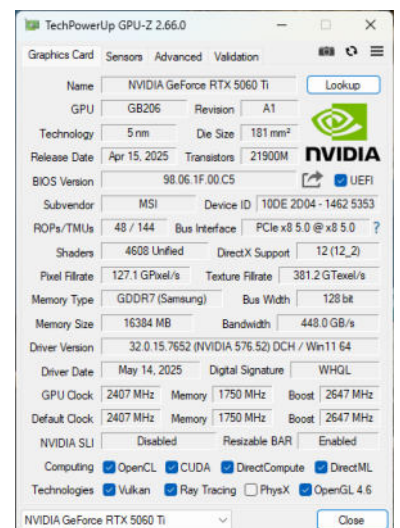 TechPowerUp GPU-Z 2.66.0
Graphics Card Sensors Advanced Validation
Name NVIDIA GeForce RTX 5060 Ti Lookup
GPU GB206 Revision A1
Technology 5 nm Die Size 181 mm²
Release Date Apr 15, 2025 Transistors 21900M NVIDIA
BIOS Version 98.06.1F.00.C5 UEFI
Subvendor MSI Device ID 10DE 2D04 - 1462 5353
ROPs/TMUs 48 / 144 Bus Interface PCIe x8 5.0 @ x8 5.0 ?
Shaders 4608 Unified DirectX Support 12 (12_2)
Pixel Fillrate 127.1 GPixel/s Texture Fillrate 381.2 GTexel/s
Memory Type GDDR7 (Samsung) Bus Width 128 bit
Memory Size 16384 MB Bandwidth 448.0 GB/s
Driver Version 32.0.15.7652 (NVIDIA 576.52) DCH / Win11 64
Driver Date May 14, 2025 Digital Signature WHQL
GPU Clock 2407 MHz Memory 1750 MHz Boost 2647 MHz
Default Clock 2407 MHz Memory 1750 MHz Boost 2647 MHz
NVIDIA SLI Disabled Resizable BAR Enabled
Computing OpenCL CUDA DirectCompute DirectML
Technologies Vulkan Ray Tracing PhysX OpenGL 4.6
NVIDIA GeForce RTX 5060 Ti Close